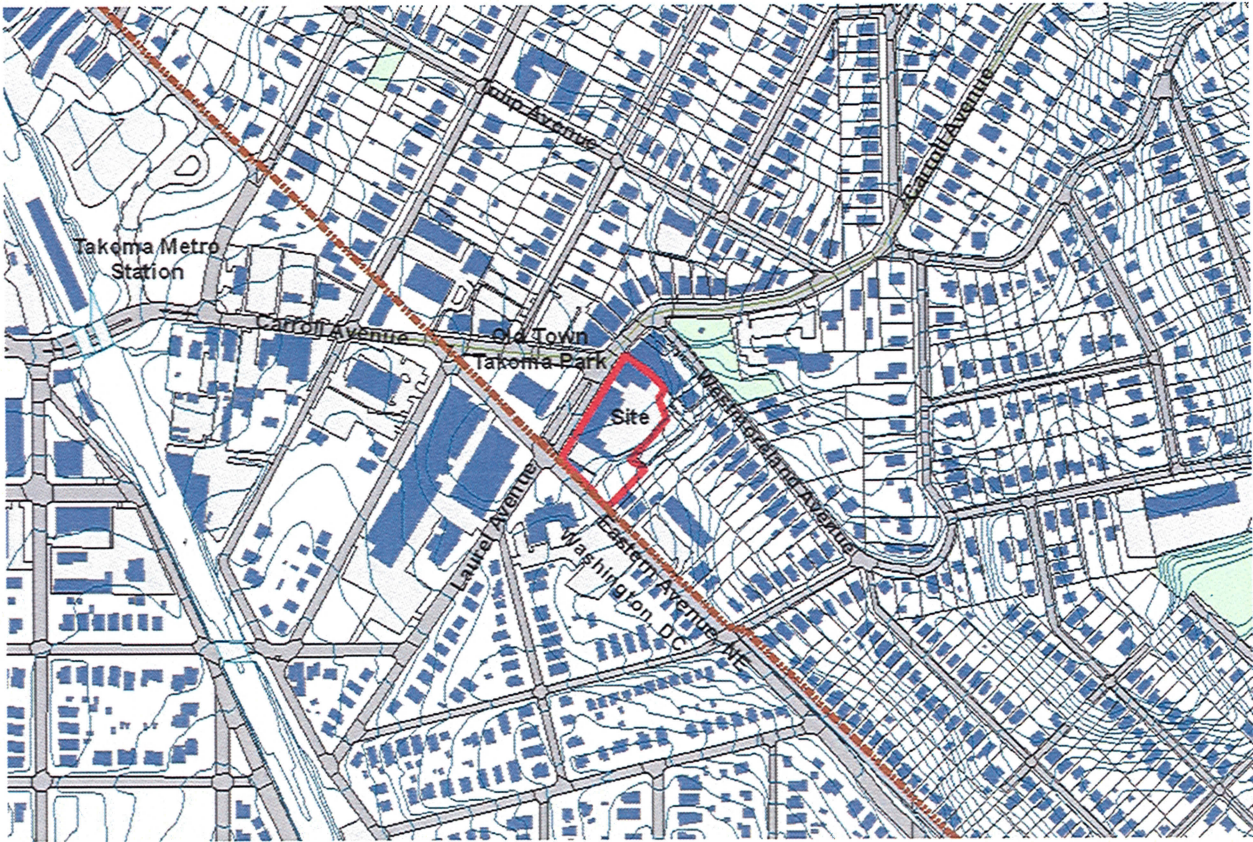 Tulip Avenue
Carroll Avenue
Takoma Metro
Station
Carroll Avenue
Old Town
Takoma Park
Site
Westmoreland Avenue
Laurel Avenue
Eastern Avenue NE
Washington, DC